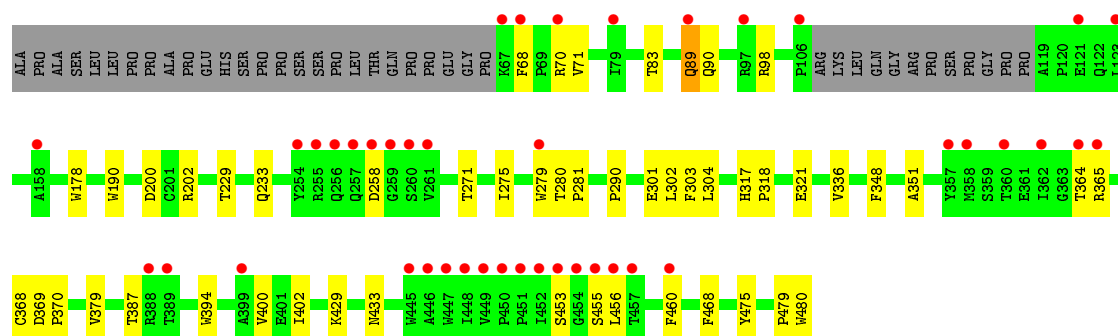 ALA PRO ALA SER LEU LEU PRO PRO ALA PRO GLU HIS SER PRO PRO SER SER PRO LEU THR GLN PRO PRO GLU GLY PRO K67 F68 P69 R70 V71 I79 T83 Q89 Q90 R97 R98 P106 ARG LYS LEU GLN GLY ARG PRO SER MET PRO GLY PRO PRO A119 P120 E121 Q122 L123
A158 W178 W190 D200 C201 R202 T229 Q233 Y254 R255 Q256 Q257 D258 G259 S260 V261 T271 I275 W279 T280 P281 P290 E301 L302 F303 L304 H317 P318 E321 V336 F348 A351 Y357 M358 S359 T360 E361 I362 G363 T364 R365
C368 D369 P370 V379 T387 R388 T389 W394 A399 V400 E401 I402 K429 N433 W445 A446 W447 I448 V449 P450 P451 I452 S453 G454 S455 L456 T457 F460 F468 Y475 P479 W480